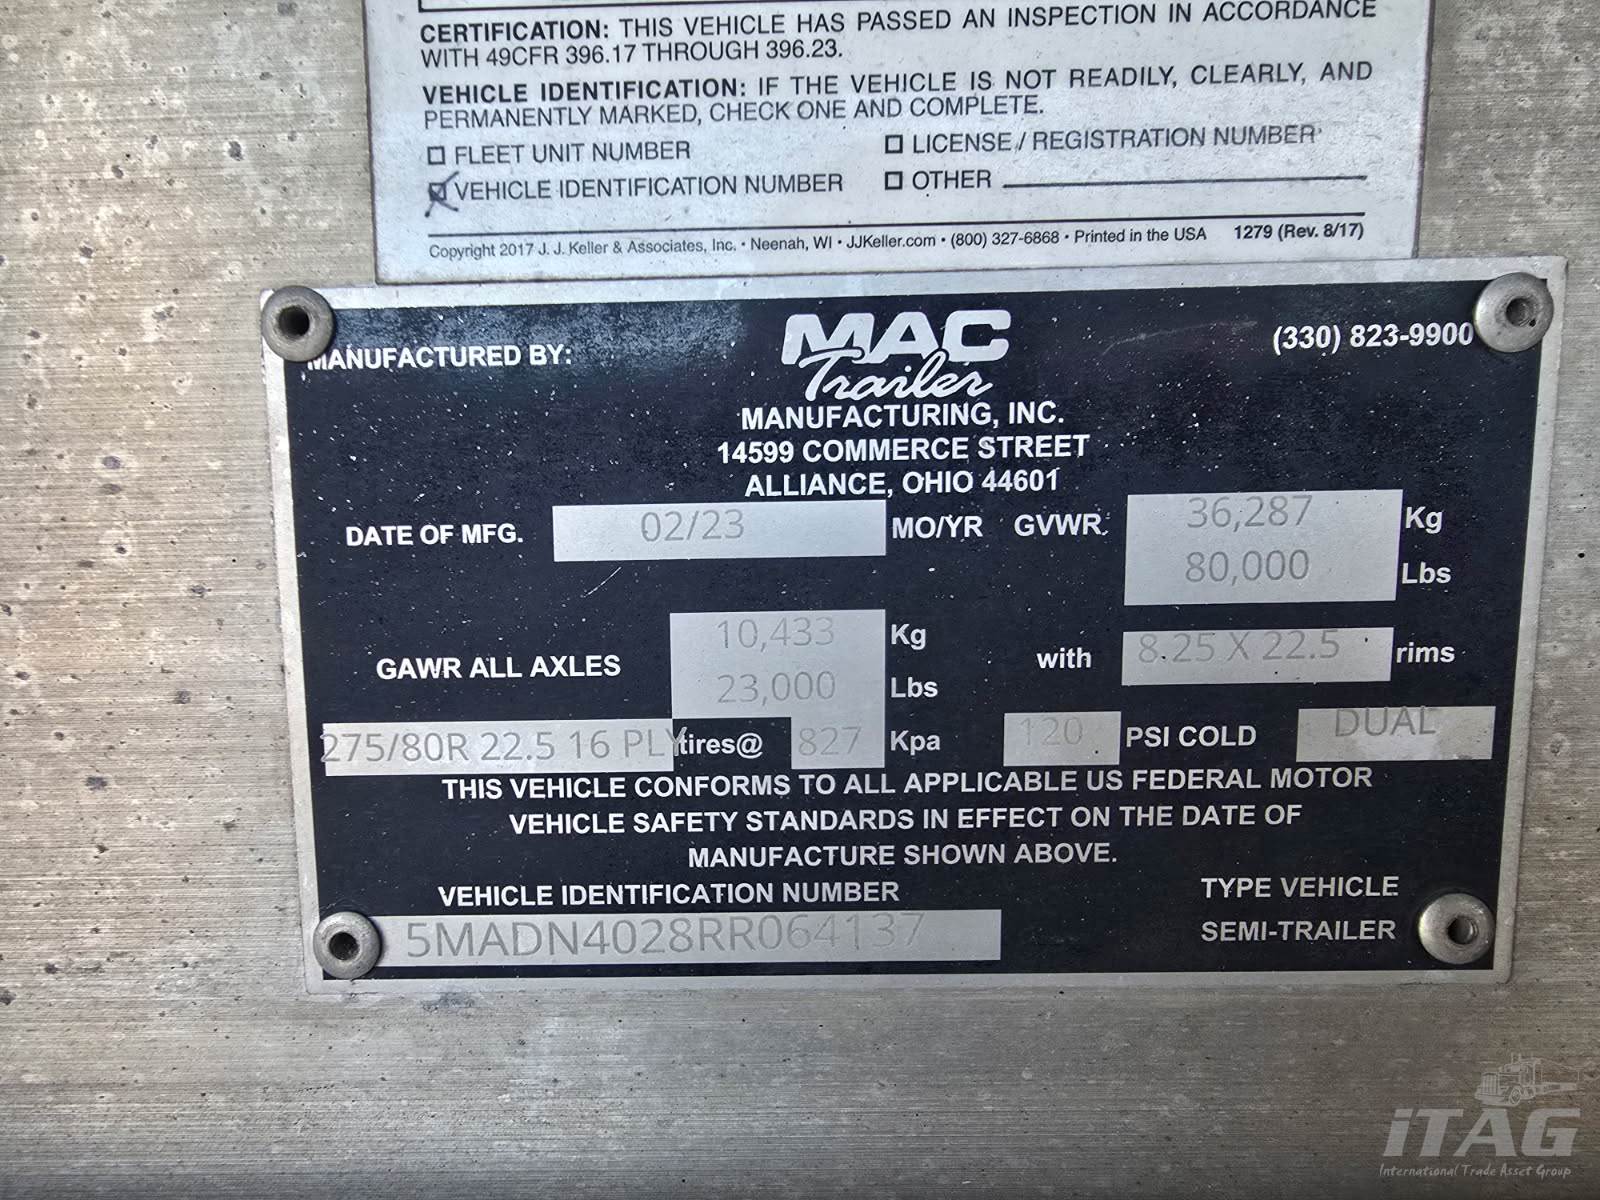 CERTIFICATION: THIS VEHICLE HAS PASSED AN INSPECTION IN ACCORDANCE
WITH 49CFR 396.17 THROUGH 396.23.
VEHICLE IDENTIFICATION: IF THE VEHICLE IS NOT READILY, CLEARLY, AND
PERMANENTLY MARKED, CHECK ONE AND COMPLETE.
FLEET UNIT NUMBER
LICENSE / REGISTRATION NUMBER
VEHICLE IDENTIFICATION NUMBER
OTHER
Copyright 2017 J. J. Keller & Associates, Inc. • Neenah, WI • JJKeller.com • (800) 327-6868 • Printed in the USA 1279 (Rev. 8/17)
MANUFACTURED BY:
MAC
Trailer
(330) 823-9900
MANUFACTURING, INC.
14599 COMMERCE STREET
ALLIANCE, OHIO 44601
DATE OF MFG. 02/23 MO/YR GVWR. 36,287 Kg
80,000 Lbs
GAWR ALL AXLES 10,433 Kg with 8.25 X 22.5 rims
23,000 Lbs
275/80R 22.5 16 PLY tires@ 827 Kpa 120 PSI COLD DUAL
THIS VEHICLE CONFORMS TO ALL APPLICABLE US FEDERAL MOTOR
VEHICLE SAFETY STANDARDS IN EFFECT ON THE DATE OF
MANUFACTURE SHOWN ABOVE.
VEHICLE IDENTIFICATION NUMBER TYPE VEHICLE
5MADN4028RR064137 SEMI-TRAILER
iTAG
International Trade Asset Group